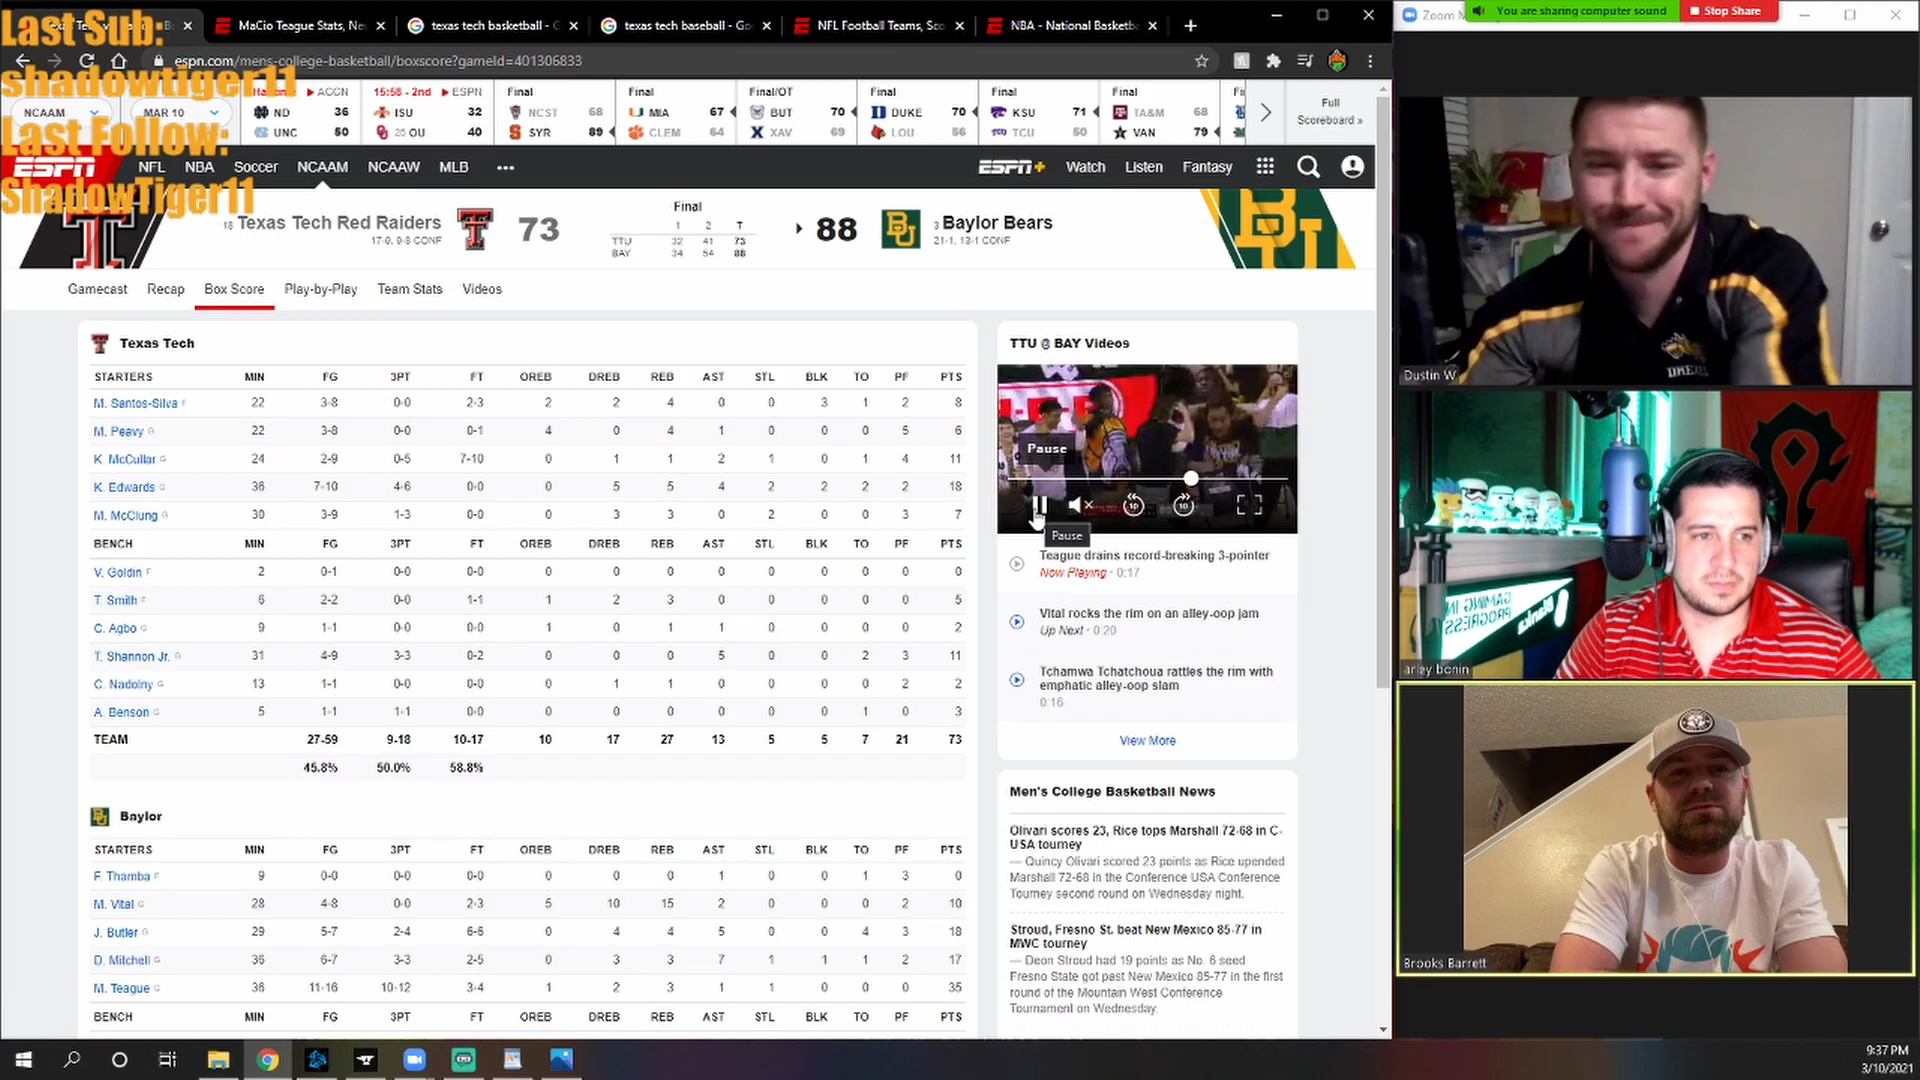 Last Sub:
shadowtiger11
Last Follow:
ShadowTiger11
MaCio Teague Stats, Ne
texas tech basketball - G
texas tech baseball - Go
NFL Football Teams, Sco
NBA - National Basketb
espn.com/mens-college-basketball/boxscore?gameId=401306833
NCAAM
MAR 10
ACCN
ND 36
UNC 50
15:58 - 2nd ESPN
ISU 32
25 OU 40
Final
NCST 68
SYR 89
Final
MIA 67
CLEM 64
Final/OT
BUT 70
XAV 69
Final
DUKE 70
LOU 56
Final
KSU 71
TCU 50
Final
TA&M 68
VAN 79
Full
Scoreboard »
ESPN
NFL NBA Soccer NCAAM NCAAW MLB
ESPN+ Watch Listen Fantasy
18 Texas Tech Red Raiders 73
Final
1 2 T
TTU 32 41 73
BAY 34 54 88
88
3 Baylor Bears
Gamecast Recap Box Score Play-by-Play Team Stats Videos
Texas Tech
STARTERS MIN FG 3PT FT OREB DREB REB AST STL BLK TO PF PTS
M. Santos-Silva F 22 3-8 0-0 2-3 2 2 4 0 0 3 1 2 8
M. Peavy G 22 3-8 0-0 0-1 4 0 4 1 0 0 0 5 6
K. McCullar G 24 2-9 0-5 7-10 0 1 1 2 1 0 1 4 11
K. Edwards G 36 7-10 4-6 0-0 0 5 5 4 2 2 2 2 18
M. McClung G 30 3-9 1-3 0-0 0 3 3 0 2 0 0 3 7
BENCH MIN FG 3PT FT OREB DREB REB AST STL BLK TO PF PTS
V. Goldin F 2 0-1 0-0 0-0 0 0 0 0 0 0 0 0 0
T. Smith F 6 2-2 0-0 1-1 1 2 3 0 0 0 0 0 5
C. Agbo G 9 1-1 0-0 0-0 1 0 1 1 0 0 0 0 2
T. Shannon Jr. G 31 4-9 3-3 0-2 0 0 0 5 0 0 2 3 11
C. Nadolny G 13 1-1 0-0 0-0 0 1 1 0 0 0 0 2 2
A. Benson G 5 1-1 1-1 0-0 0 0 0 0 0 0 1 0 3
TEAM 27-59 9-18 10-17 10 17 27 13 5 5 7 21 73
45.8% 50.0% 58.8%
Baylor
STARTERS MIN FG 3PT FT OREB DREB REB AST STL BLK TO PF PTS
F. Thamba F 9 0-0 0-0 0-0 0 0 0 1 0 0 1 3 0
M. Vital G 28 4-8 0-0 2-3 5 10 15 2 0 0 0 2 10
J. Butler G 29 5-7 2-4 6-6 0 4 4 5 0 0 4 3 18
D. Mitchell G 36 6-7 3-3 2-5 0 3 3 7 1 1 1 2 17
M. Teague G 36 11-16 10-12 3-4 1 2 3 1 1 0 0 0 35
BENCH MIN FG 3PT FT OREB DREB REB AST STL BLK TO PF PTS
TTU @ BAY Videos
Pause
Pause
Teague drains record-breaking 3-pointer
Now Playing · 0:17
Vital rocks the rim on an alley-oop jam
Up Next · 0:20
Tchamwa Tchatchoua rattles the rim with
emphatic alley-oop slam
0:16
View More
Men's College Basketball News
Olivari scores 23, Rice tops Marshall 72-68 in C-
USA tourney
— Quincy Olivari scored 23 points as Rice upended
Marshall 72-68 in the Conference USA Conference
Tourney second round on Wednesday night.
Stroud, Fresno St. beat New Mexico 85-77 in
MWC tourney
— Deon Stroud had 19 points as No. 6 seed
Fresno State got past New Mexico 85-77 in the first
round of the Mountain West Conference
Tournament on Wednesday.
Zoom M
You are sharing computer sound
Stop Share
Dustin W
arley bonin
GAMING IN
PROGRESS
Brooks Barrett
9:37 PM
3/10/2021